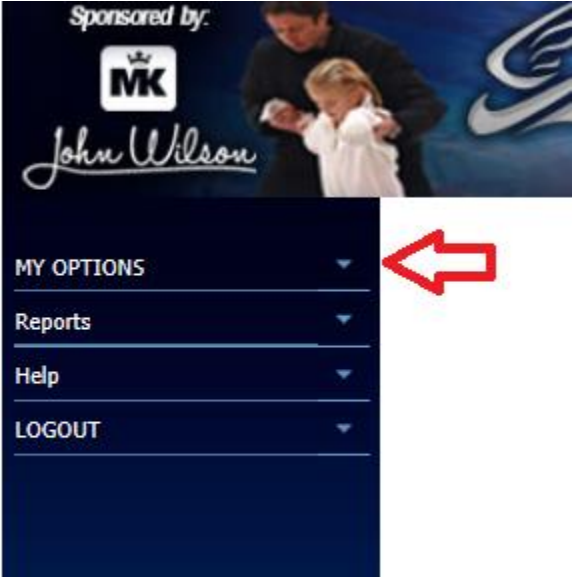 Sponsored by:
MK
John Wilson
MY OPTIONS
Reports
Help
LOGOUT